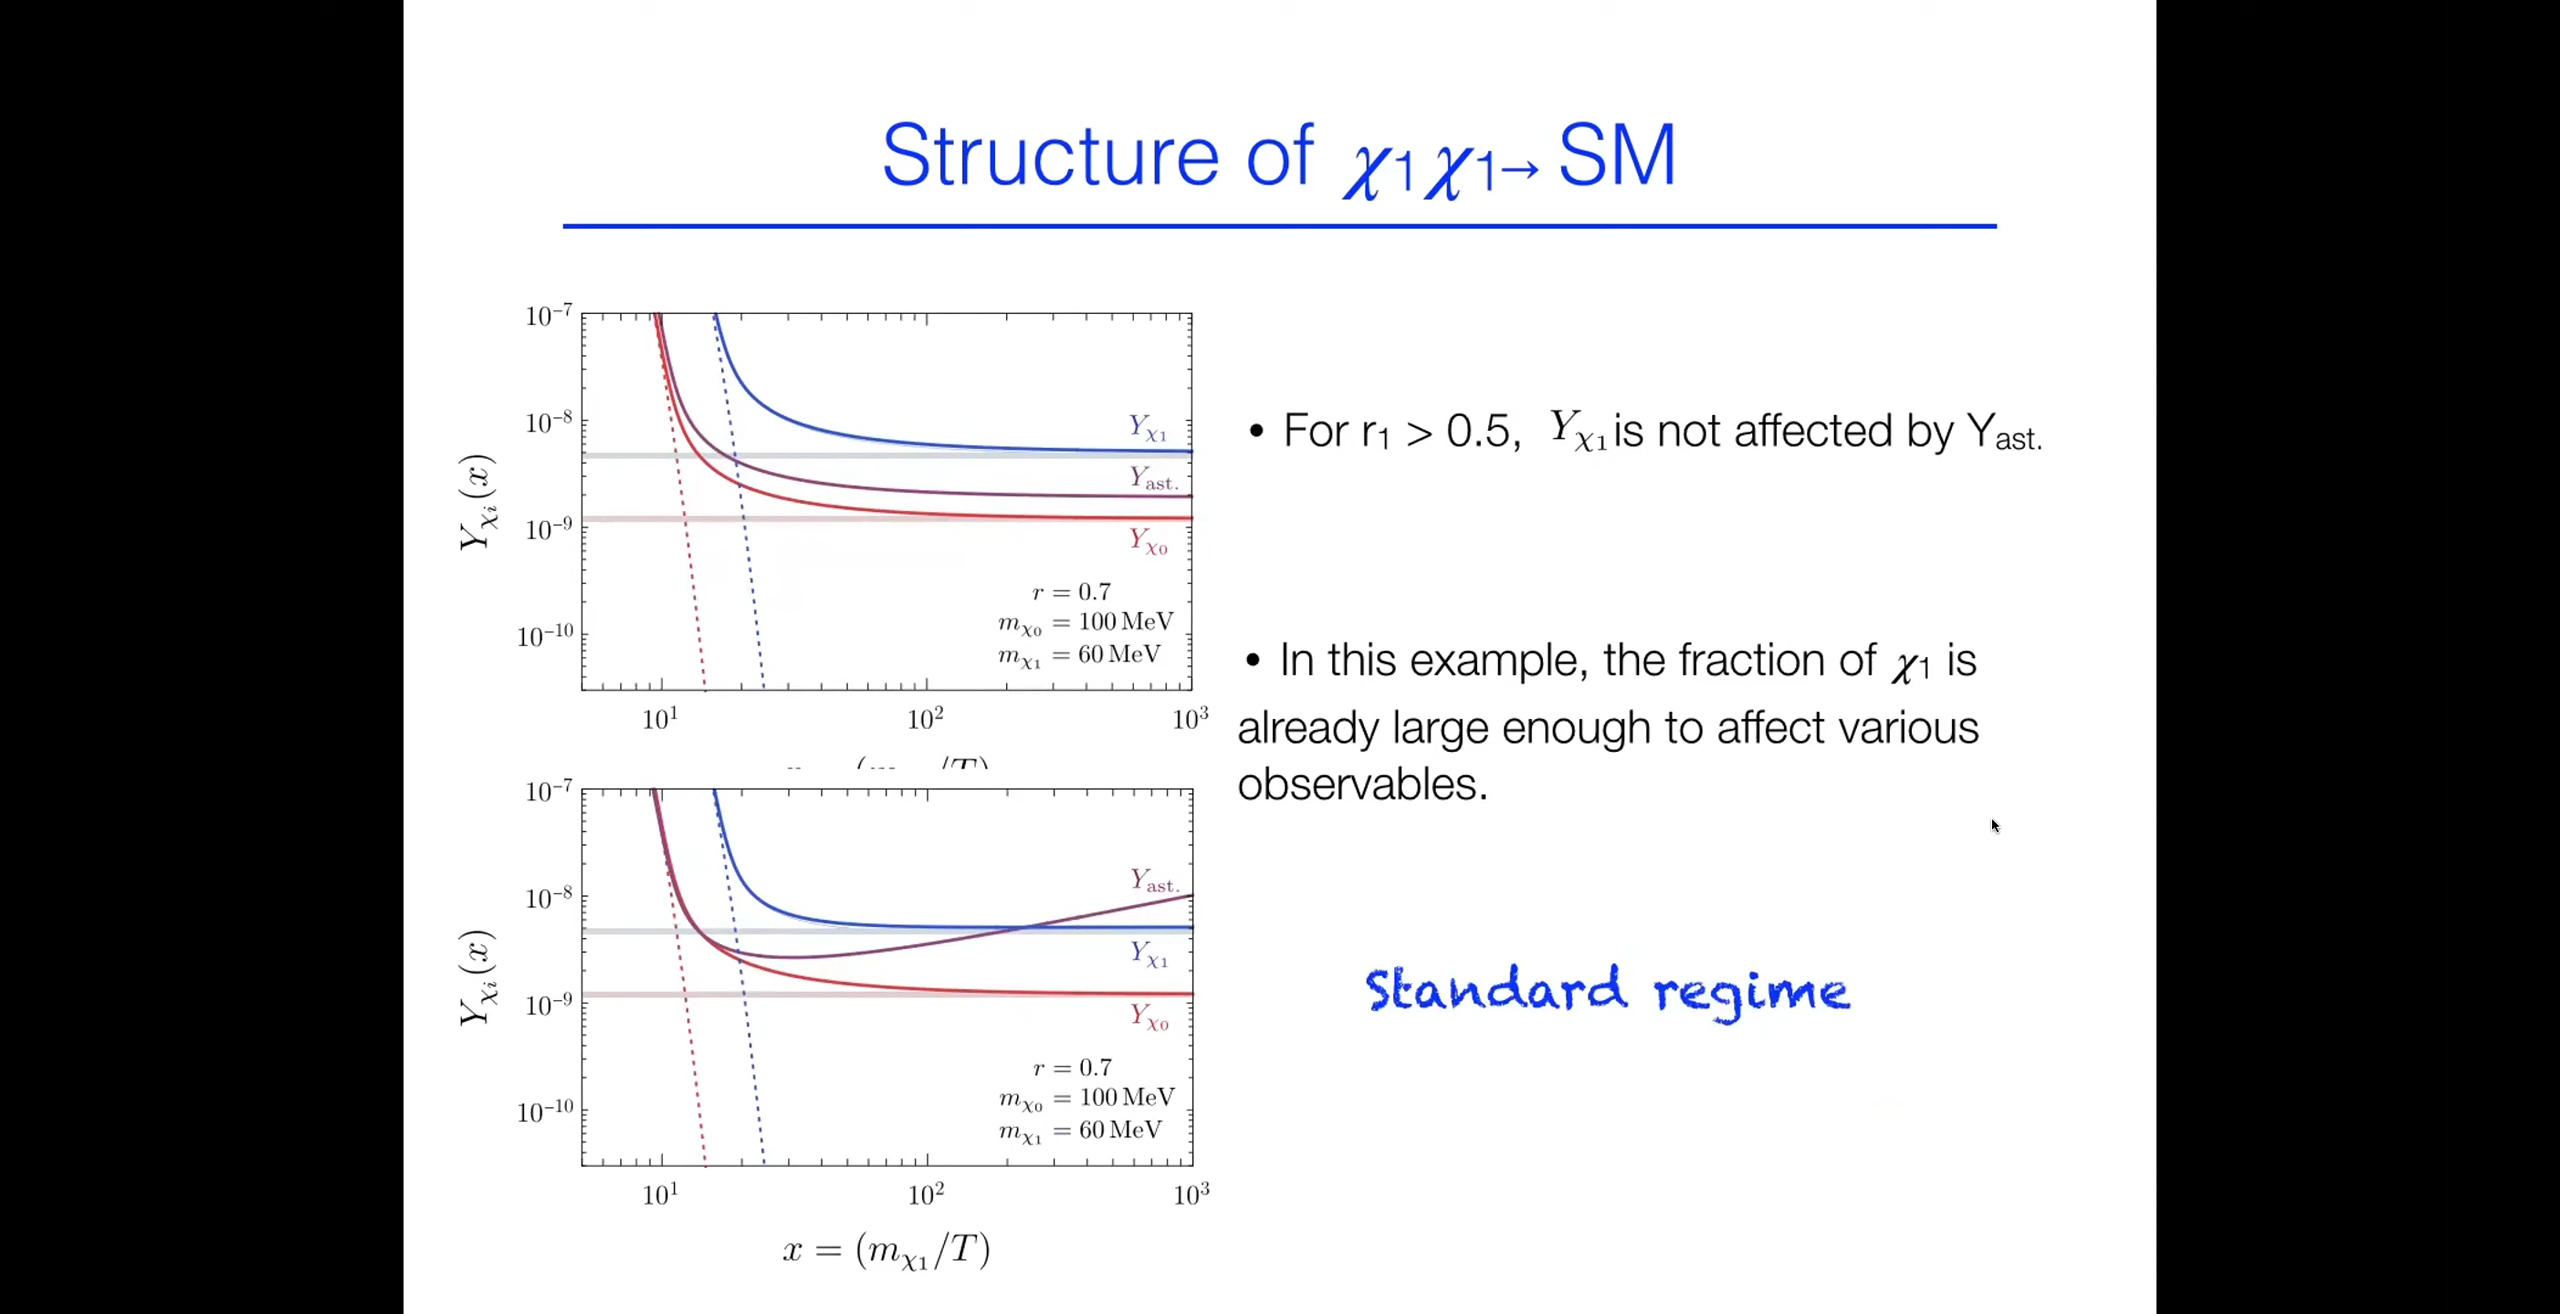 Structure of χ1χ1→ SM
10⁻⁷
10⁻⁸
10⁻⁹
10⁻¹⁰
Yχi(x)
Yχ1
Yast.
Yχ0
r = 0.7
mχ0 = 100 MeV
mχ1 = 60 MeV
10¹ 10² 10³
• For r1 > 0.5, Yχ1 is not affected by Yast.
• In this example, the fraction of χ1 is
already large enough to affect various
observables.
10⁻⁷
10⁻⁸
10⁻⁹
10⁻¹⁰
Yχi(x)
Yast.
Yχ1
Yχ0
r = 0.7
mχ0 = 100 MeV
mχ1 = 60 MeV
10¹ 10² 10³
x = (mχ1/T)
Standard regime